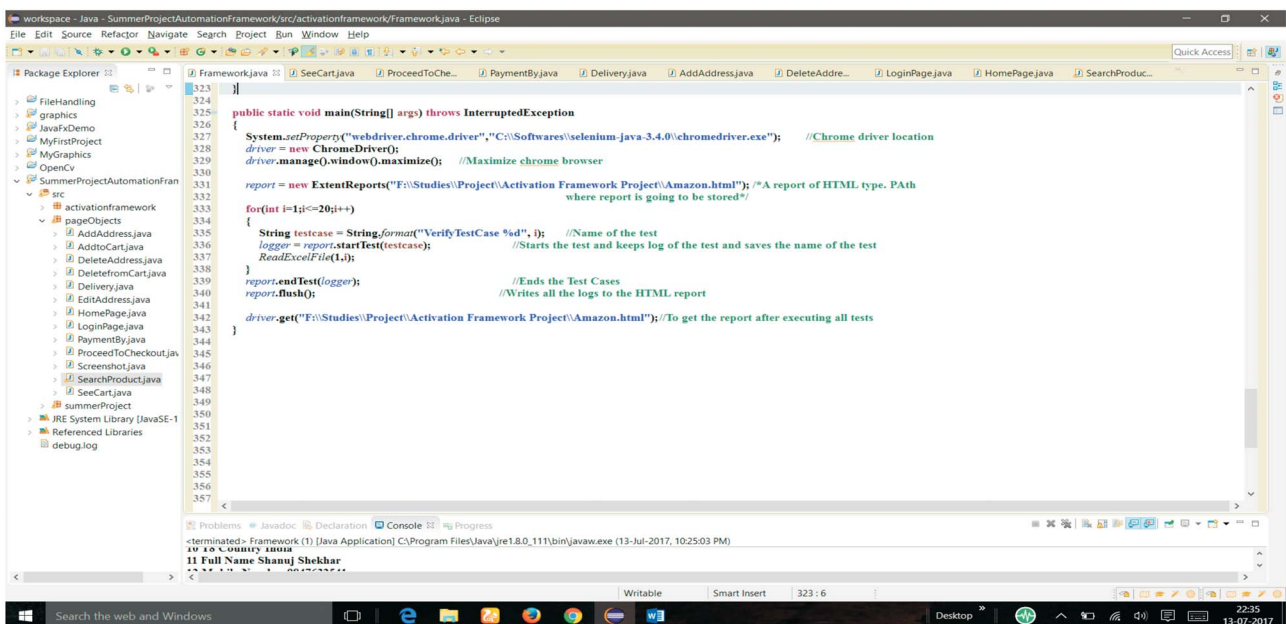 workspace - Java - SummerProjectAutomationFramework/src/activationframework/Framework.java - Eclipse
File Edit Source Refactor Navigate Search Project Run Window Help
Quick Access
Package Explorer
FileHandling
graphics
JavaFxDemo
MyFirstProject
MyGraphics
OpenCv
SummerProjectAutomationFran
src
activationframework
pageObjects
AddAddress.java
AddtoCart.java
DeleteAddress.java
DeletefromCart.java
Delivery.java
EditAddress.java
HomePage.java
LoginPage.java
PaymentBy.java
ProceedToCheckout.jav
Screenshot.java
SearchProduct.java
SeeCart.java
summerProject
JRE System Library [JavaSE-1
Referenced Libraries
debug.log
Framework.java SeeCart.java ProceedToChe... PaymentBy.java Delivery.java AddAddress.java DeleteAddre... LoginPage.java HomePage.java SearchProduc...
323 }
324
325 public static void main(String[] args) throws InterruptedException
326 {
327 System.setProperty("webdriver.chrome.driver","C:\\Softwares\\selenium-java-3.4.0\\chromedriver.exe"); //Chrome driver location
328 driver = new ChromeDriver();
329 driver.manage().window().maximize(); //Maximize chrome browser
330
331 report = new ExtentReports("F:\\Studies\\Project\\Activation Framework Project\\Amazon.html"); /*A report of HTML type. PAth
332 where report is going to be stored*/
333 for(int i=1;i<=20;i++)
334 {
335 String testcase = String.format("VerifyTestCase %d", i); //Name of the test
336 logger = report.startTest(testcase); //Starts the test and keeps log of the test and saves the name of the test
337 ReadExcelFile(1,i);
338 }
339 report.endTest(logger); //Ends the Test Cases
340 report.flush(); //Writes all the logs to the HTML report
341
342 driver.get("F:\\Studies\\Project\\Activation Framework Project\\Amazon.html");//To get the report after executing all tests
343 }
344
345
346
347
348
349
350
351
352
353
354
355
356
357
Problems Javadoc Declaration Console Progress
<terminated> Framework (1) [Java Application] C:\Program Files\Java\jre1.8.0_111\bin\javaw.exe (13-Jul-2017, 10:25:03 PM)
10 18 Country India
11 Full Name Shanuj Shekhar
Writable Smart Insert 323 : 6
Search the web and Windows
Desktop
22:35
13-07-2017